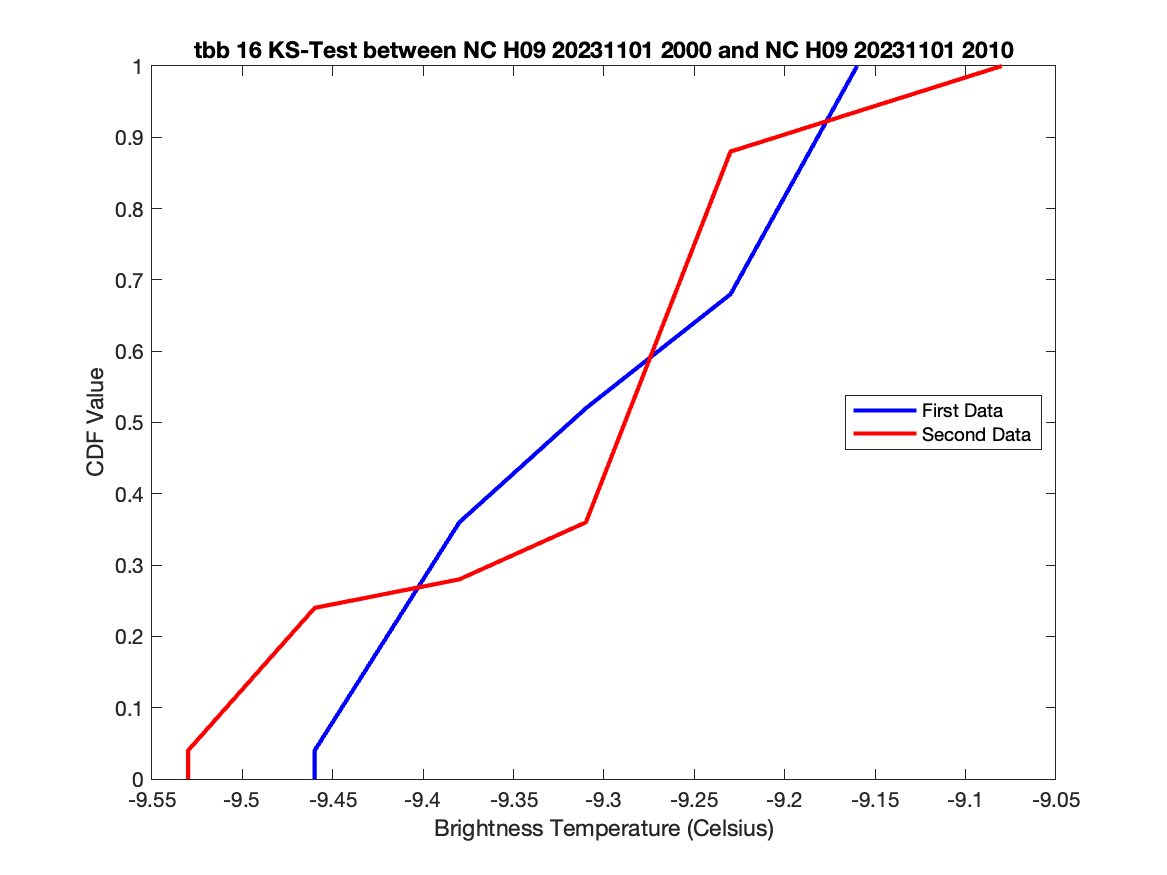 tbb 16 KS-Test between NC H09 20231101 2000 and NC H09 20231101 2010
1
0.9
0.8
0.7
0.6
0.5
0.4
0.3
0.2
0.1
0
CDF Value
First Data
Second Data
-9.55 -9.5 -9.45 -9.4 -9.35 -9.3 -9.25 -9.2 -9.15 -9.1 -9.05
Brightness Temperature (Celsius)